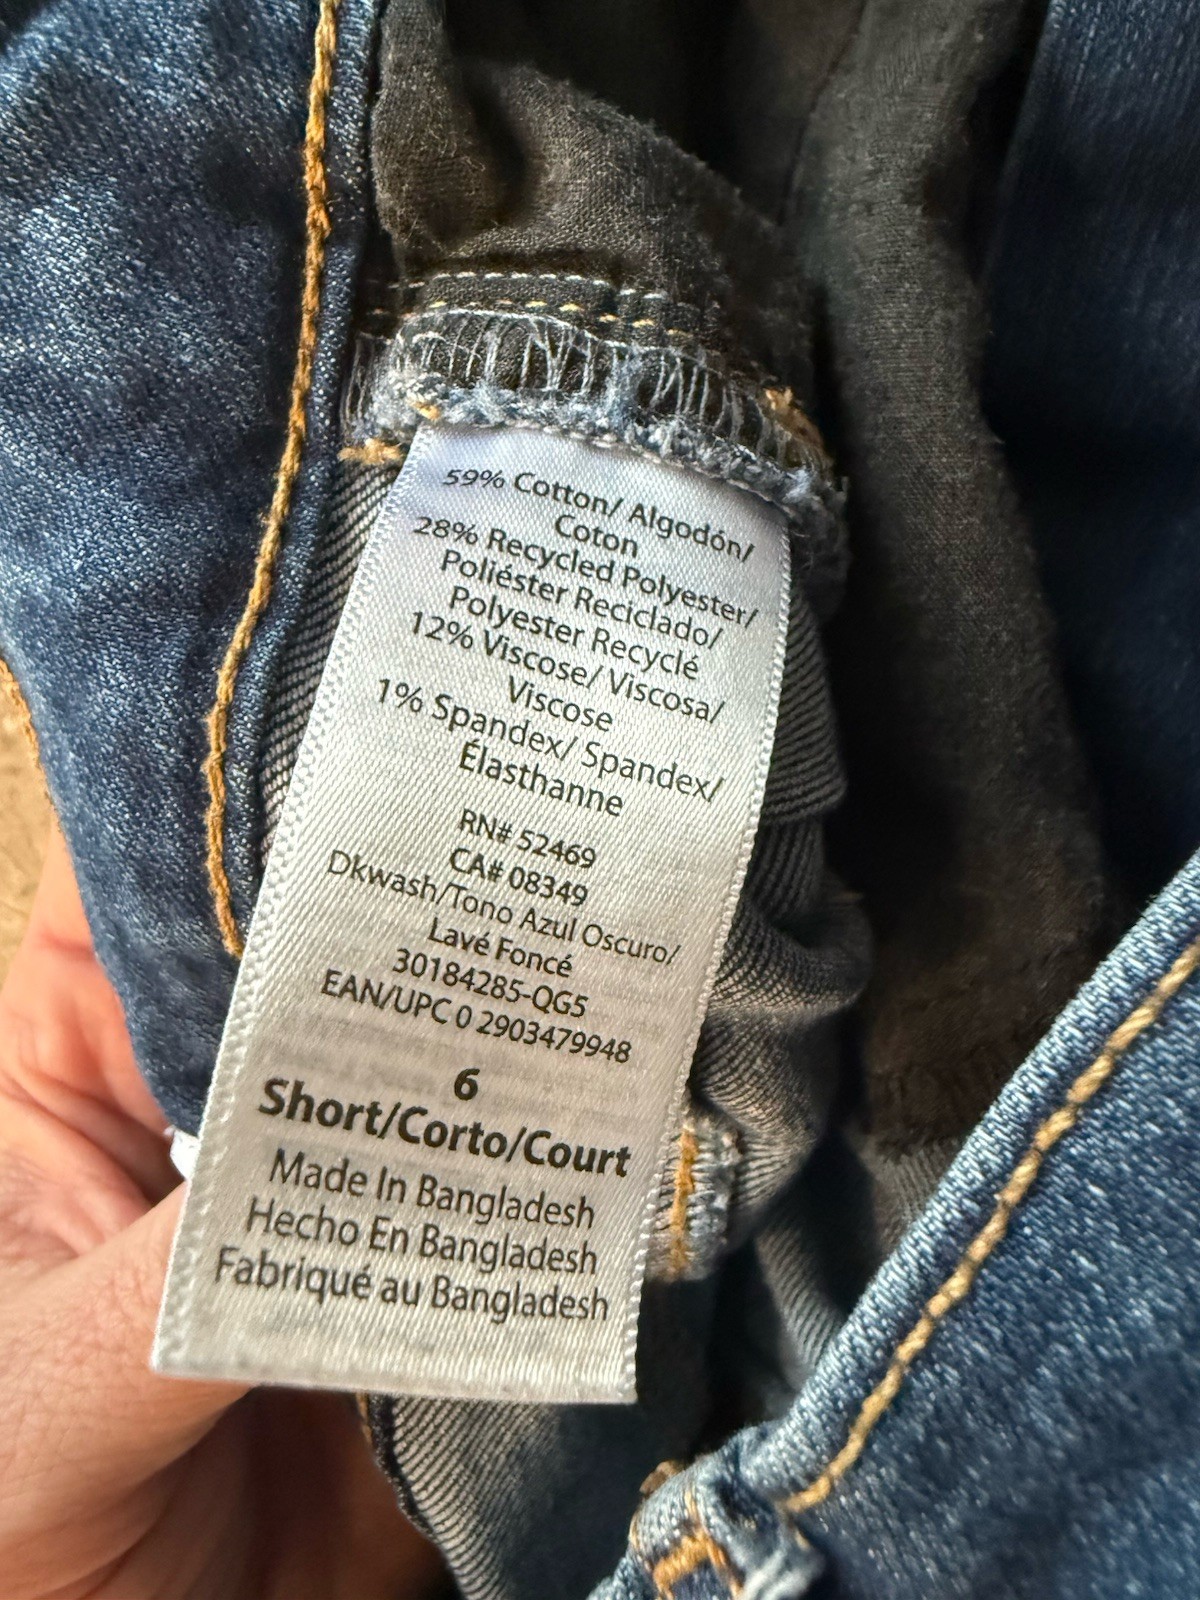 59% Cotton/ Algodón/
Coton
28% Recycled Polyester/
Poliéster Reciclado/
Polyester Recyclé
12% Viscose/ Viscosa/
Viscose
1% Spandex/ Spandex/
Élasthanne
RN# 52469
CA# 08349
Dkwash/Tono Azul Oscuro/
Lavé Foncé
30184285-QG5
EAN/UPC 0 2903479948
6
Short/Corto/Court
Made In Bangladesh
Hecho En Bangladesh
Fabriqué au Bangladesh